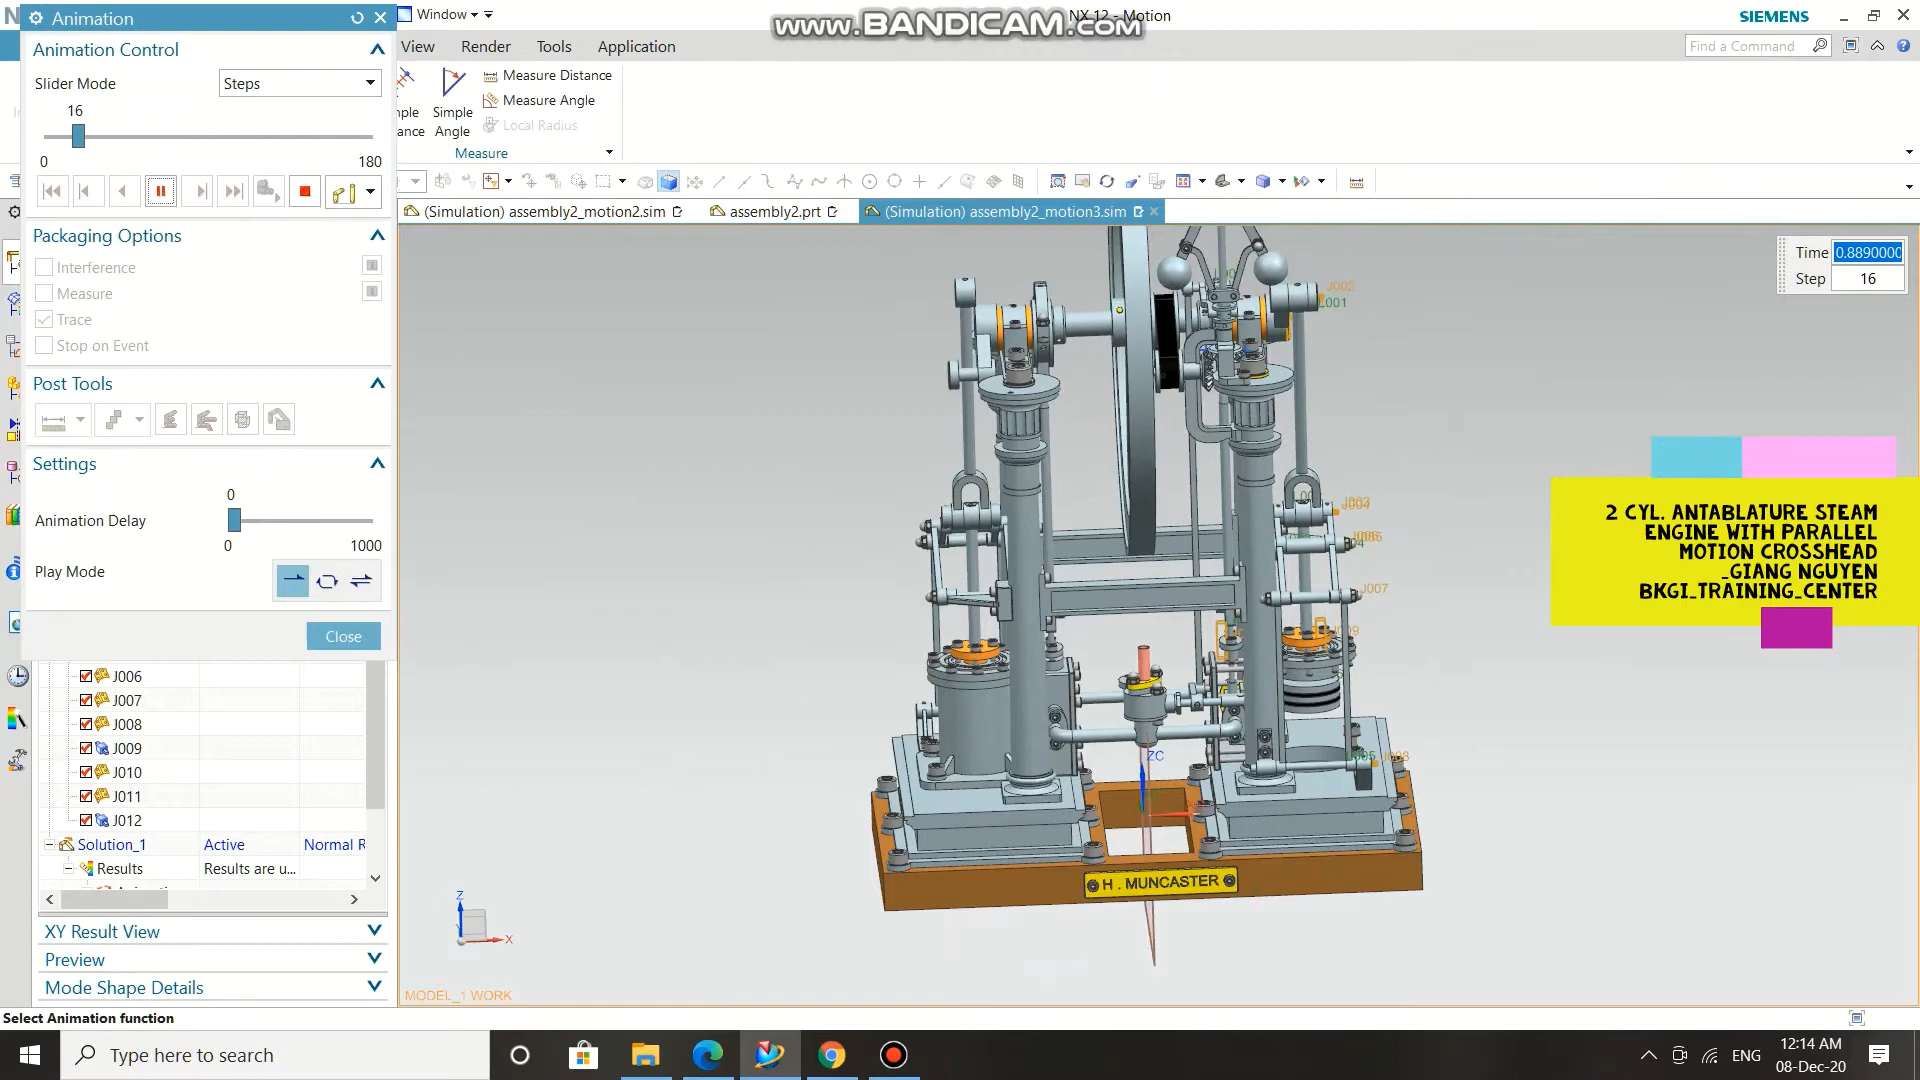 Animation
Window
www.BANDICAM.com
NX 12 - Motion
SIEMENS
View
Render
Tools
Application
Find a Command
Animation Control
Slider Mode
Steps
16
0
180
Measure Distance
Measure Angle
Local Radius
Simple
Angle
Measure
(Simulation) assembly2_motion2.sim
assembly2.prt
(Simulation) assembly2_motion3.sim
Packaging Options
Interference
Measure
Trace
Stop on Event
Post Tools
Settings
0
Animation Delay
0
1000
Play Mode
Close
Time
0.8890000
Step
16
J002
L001
J007
ZC
2 CYL. ANTABLATURE STEAM
ENGINE WITH PARALLEL
MOTION CROSSHEAD
_GIANG NGUYEN
BKGI_TRAINING_CENTER
H . MUNCASTER
J006
J007
J008
J009
J010
J011
J012
Solution_1
Active
Normal R
Results
Results are u...
XY Result View
Preview
Mode Shape Details
Z
X
MODEL_1 WORK
Select Animation function
Type here to search
ENG
12:14 AM
08-Dec-20